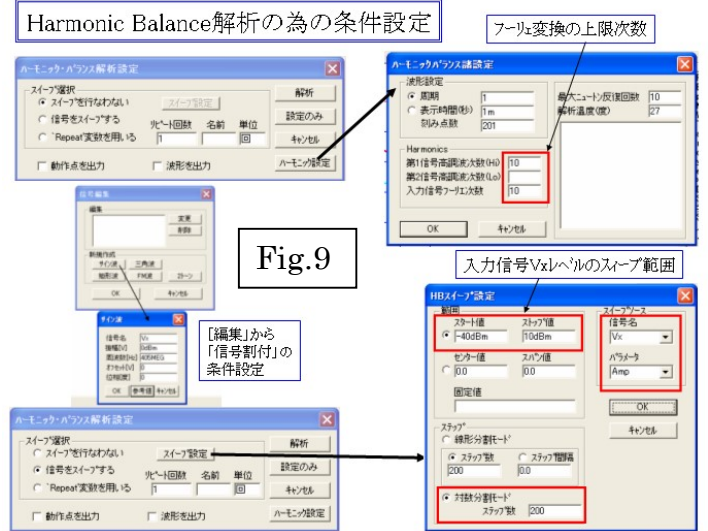 Harmonic Balance解析の為の条件設定
フーリェ変換の上限次数
ハーモニック・バランス解析設定
スイープ選択
スイープを行なわない
スイープ設定
信号をスイープする
`Repeat'変数を用いる
リピート回数 名前 単位
1 回
動作点を出力
波形を出力
解析
設定のみ
キャンセル
ハーモニック設定
ハーモニックバランス諸設定
波形設定
周期 1
表示時間(秒) 1m
刻み点数 201
最大ニュートン反復回数 10
解析温度(度) 27
Harmonics
第1信号高調波次数(Hi) 10
第2信号高調波次数(Lo)
入力信号フーリエ次数 10
OK キャンセル
信号編集
編集
変更
削除
新規作成
サイン波 三角波
矩形波 FM波 2トーン
OK キャンセル
Fig.9
サイン波
信号名 Vx
振幅[V] 0dBm
周波数[Hz] 405MEG
オフセット[V] 0
位相[度] 0
OK 参考値 キャンセル
[編集]から
「信号割付」の
条件設定
入力信号Vxレベルのスィープ範囲
HBスイープ設定
範囲
スタート値 ストップ値
-40dBm 10dBm
センター値 スパン値
0.0 0.0
固定値
ステップ
線形分割モード
ステップ数 ステップ間隔
200 0.0
対数分割モード
ステップ数 200
スイープソース
信号名
Vx
パラメータ
Amp
OK
キャンセル
ハーモニック・バランス解析設定
スイープ選択
スイープを行なわない
スイープ設定
信号をスイープする
`Repeat'変数を用いる
リピート回数 名前 単位
1 回
動作点を出力
波形を出力
解析
設定のみ
キャンセル
ハーモニック設定